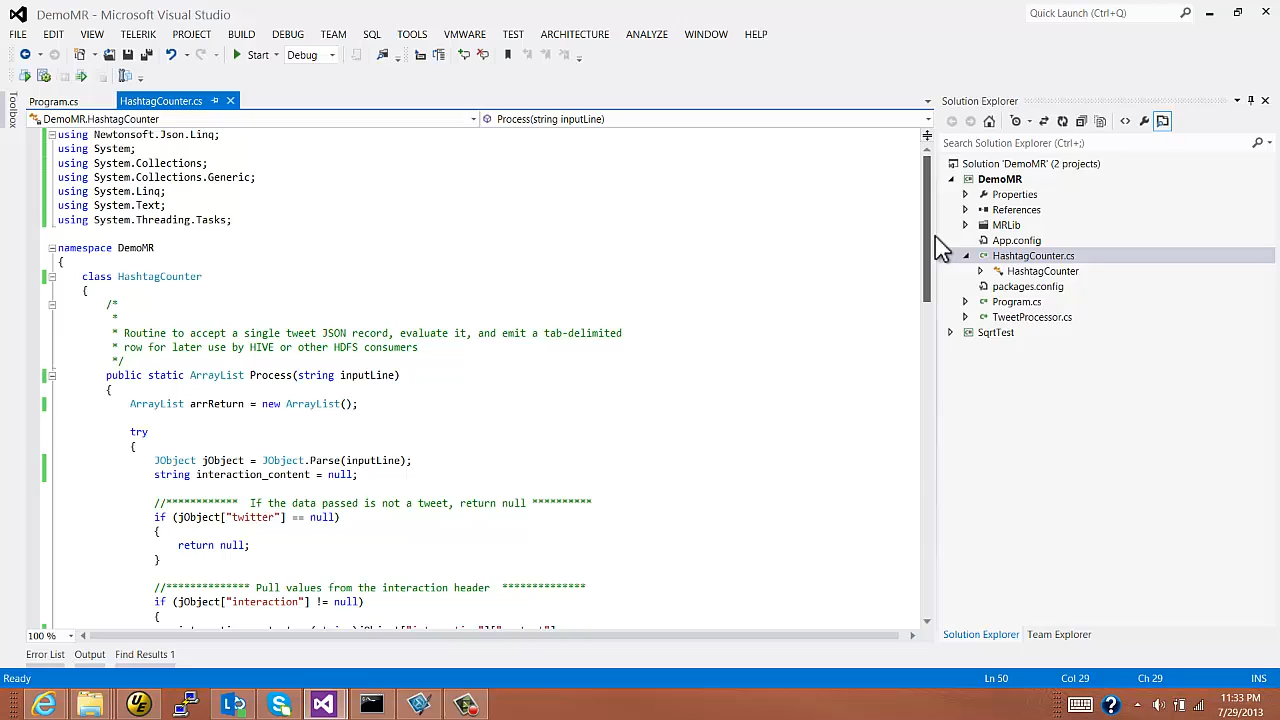 DemoMR - Microsoft Visual Studio
Quick Launch (Ctrl+;)
FILE EDIT VIEW TELERIK PROJECT BUILD DEBUG TEAM SQL TOOLS VMWARE TEST ARCHITECTURE ANALYZE WINDOW HELP
Start Debug
Toolbox
Program.cs HashtagCounter.cs
DemoMR.HashtagCounter Process(string inputLine)
using Newtonsoft.Json.Linq;
using System;
using System.Collections;
using System.Collections.Generic;
using System.Linq;
using System.Text;
using System.Threading.Tasks;
namespace DemoMR
{
class HashtagCounter
{
/*
*
* Routine to accept a single tweet JSON record, evaluate it, and emit a tab-delimited
* row for later use by HIVE or other HDFS consumers
*/
public static ArrayList Process(string inputLine)
{
ArrayList arrReturn = new ArrayList();
try
{
JObject jObject = JObject.Parse(inputLine);
string interaction_content = null;
//************ If the data passed is not a tweet, return null **********
if (jObject["twitter"] == null)
{
return null;
}
//************** Pull values from the interaction header **************
if (jObject["interaction"] != null)
{
100 %
Error List Output Find Results 1
Solution Explorer
Search Solution Explorer (Ctrl+;)
Solution 'DemoMR' (2 projects)
DemoMR
Properties
References
MRLib
App.config
HashtagCounter.cs
HashtagCounter
packages.config
Program.cs
TweetProcessor.cs
SqrtTest
Solution Explorer Team Explorer
Ready Ln 50 Col 29 Ch 29 INS
11:33 PM
7/29/2013